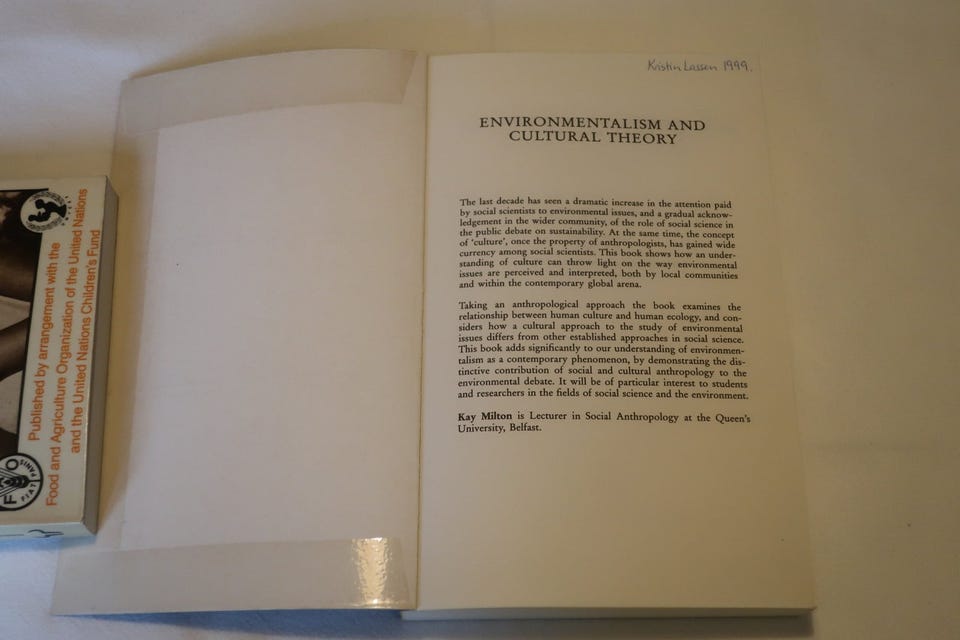 Published by arrangement with the
Food and Agriculture Organization of the United Nations
and the United Nations Children's Fund
FAO
FIAT PANIS
Kristin Lassen 1999.
ENVIRONMENTALISM AND
CULTURAL THEORY
The last decade has seen a dramatic increase in the attention paid
by social scientists to environmental issues, and a gradual acknow-
ledgement in the wider community, of the role of social science in
the public debate on sustainability. At the same time, the concept
of 'culture', once the property of anthropologists, has gained wide
currency among social scientists. This book shows how an under-
standing of culture can throw light on the way environmental
issues are perceived and interpreted, both by local communities
and within the contemporary global arena.
Taking an anthropological approach the book examines the
relationship between human culture and human ecology, and con-
siders how a cultural approach to the study of environmental
issues differs from other established approaches in social science.
This book adds significantly to our understanding of environmen-
talism as a contemporary phenomenon, by demonstrating the dis-
tinctive contribution of social and cultural anthropology to the
environmental debate. It will be of particular interest to students
and researchers in the fields of social science and the environment.
Kay Milton is Lecturer in Social Anthropology at the Queen's
University, Belfast.